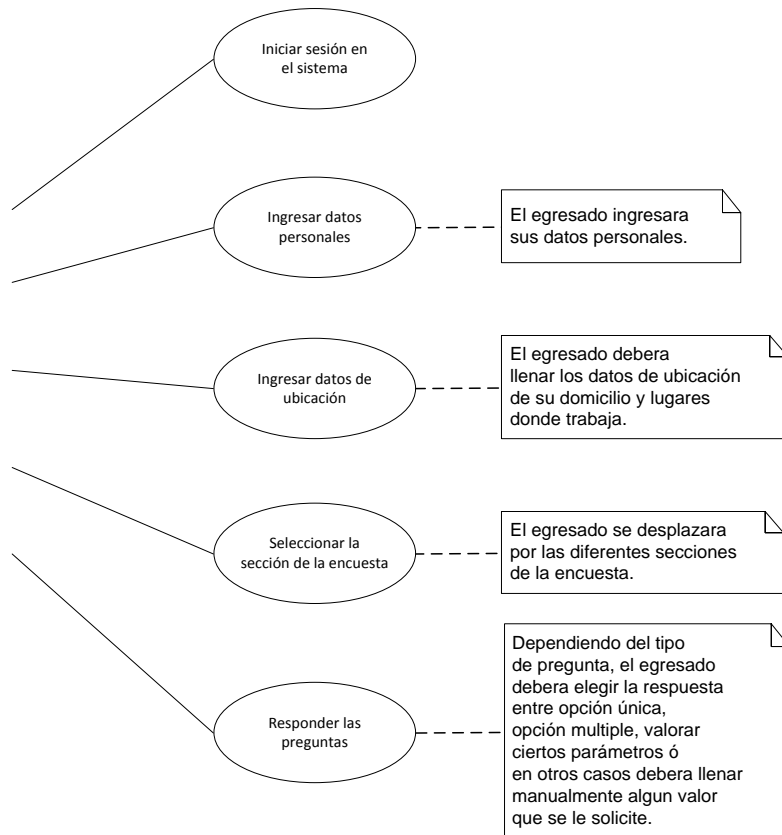 Iniciar sesión en
el sistema
Ingresar datos
personales
El egresado ingresara
sus datos personales.
Ingresar datos de
ubicación
El egresado debera
llenar los datos de ubicación
de su domicilio y lugares
donde trabaja.
Seleccionar la
sección de la encuesta
El egresado se desplazara
por las diferentes secciones
de la encuesta.
Responder las
preguntas
Dependiendo del tipo
de pregunta, el egresado
debera elegir la respuesta
entre opción única,
opción multiple, valorar
ciertos parámetros ó
en otros casos debera llenar
manualmente algun valor
que se le solicite.